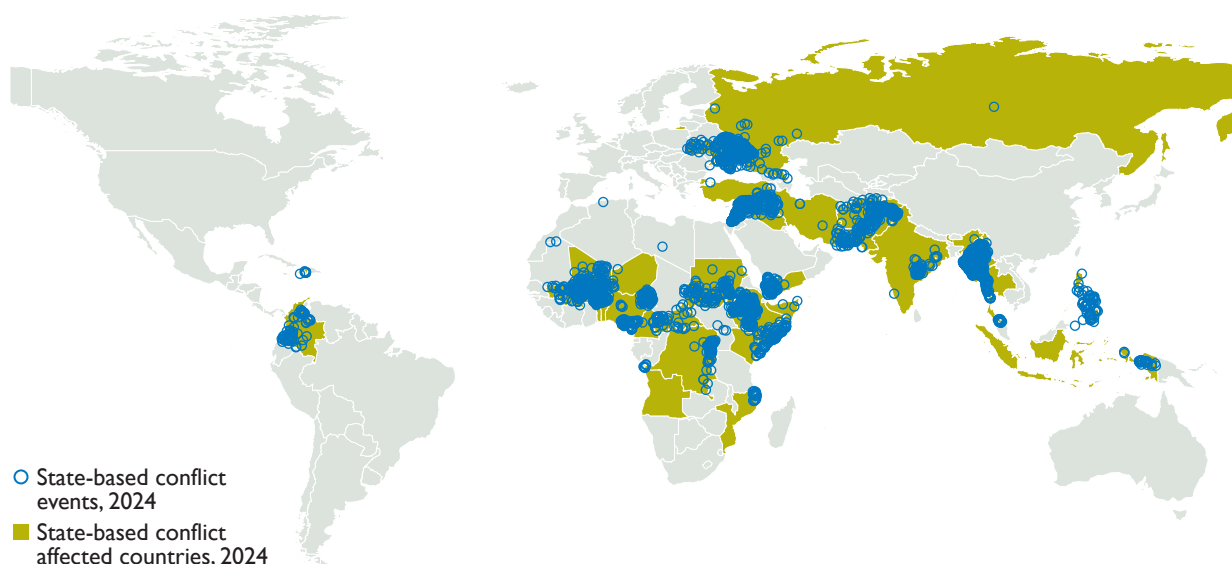 State-based conflict
events, 2024
State-based conflict
affected countries, 2024